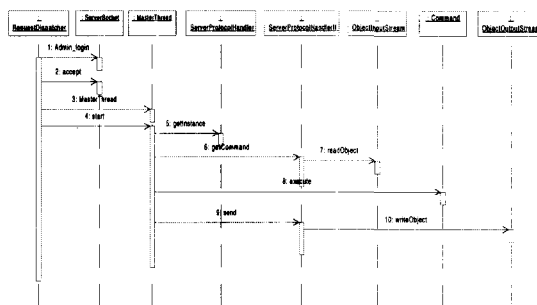 : RequestDispatcher
: ServerSocket
: MasterThread
: ServerProtocolHandler
: ServerProtocolHandlerI
: ObjectInputStream
: Command
: ObjectOutputStream
1: Admin_login
2: accept
3: MasterThread
4: start
5: getInstance
6: getCommand
7: readObject
8: execute
9: send
10: writeObject